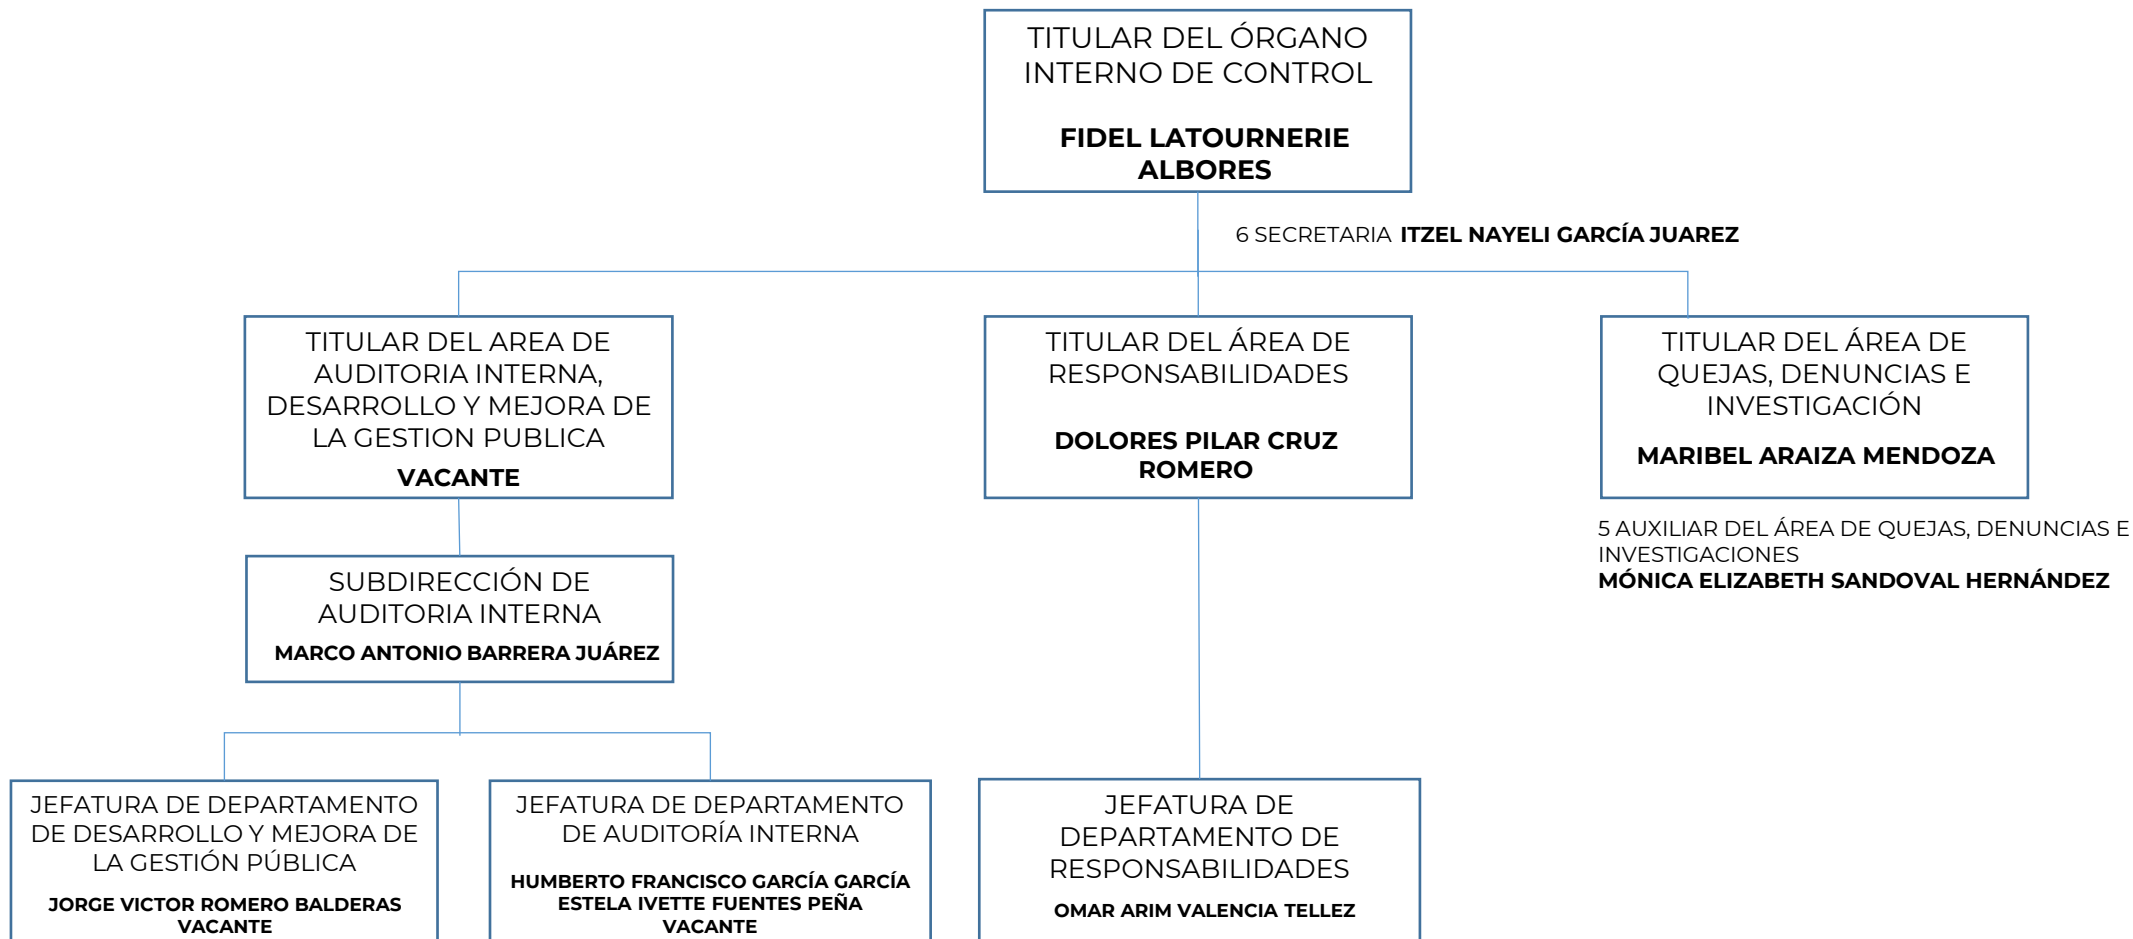 TITULAR DEL ÓRGANO
INTERNO DE CONTROL
FIDEL LATOURNERIE
ALBORES
6 SECRETARIA ITZEL NAYELI GARCÍA JUAREZ
TITULAR DEL AREA DE
AUDITORIA INTERNA,
DESARROLLO Y MEJORA DE
LA GESTION PUBLICA
VACANTE
TITULAR DEL ÁREA DE
RESPONSABILIDADES
DOLORES PILAR CRUZ
ROMERO
TITULAR DEL ÁREA DE
QUEJAS, DENUNCIAS E
INVESTIGACIÓN
MARIBEL ARAIZA MENDOZA
5 AUXILIAR DEL ÁREA DE QUEJAS, DENUNCIAS E
INVESTIGACIONES
MÓNICA ELIZABETH SANDOVAL HERNÁNDEZ
SUBDIRECCIÓN DE
AUDITORIA INTERNA
MARCO ANTONIO BARRERA JUÁREZ
JEFATURA DE DEPARTAMENTO
DE DESARROLLO Y MEJORA DE
LA GESTIÓN PÚBLICA
JORGE VICTOR ROMERO BALDERAS
VACANTE
JEFATURA DE DEPARTAMENTO
DE AUDITORÍA INTERNA
HUMBERTO FRANCISCO GARCÍA GARCÍA
ESTELA IVETTE FUENTES PEÑA
VACANTE
JEFATURA DE
DEPARTAMENTO DE
RESPONSABILIDADES
OMAR ARIM VALENCIA TELLEZ